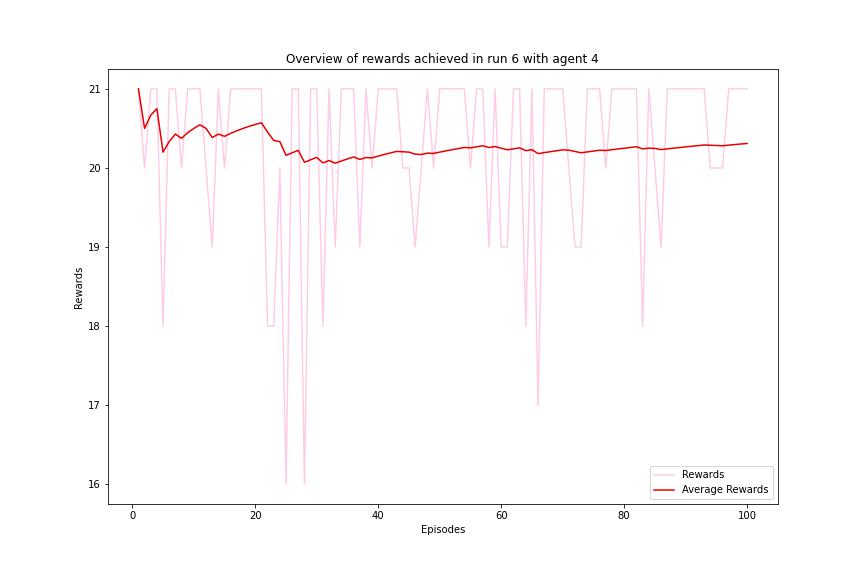 Overview of rewards achieved in run 6 with agent 4
21
20
19
18
17
16
Rewards
0
20
40
60
80
100
Episodes
Rewards
Average Rewards